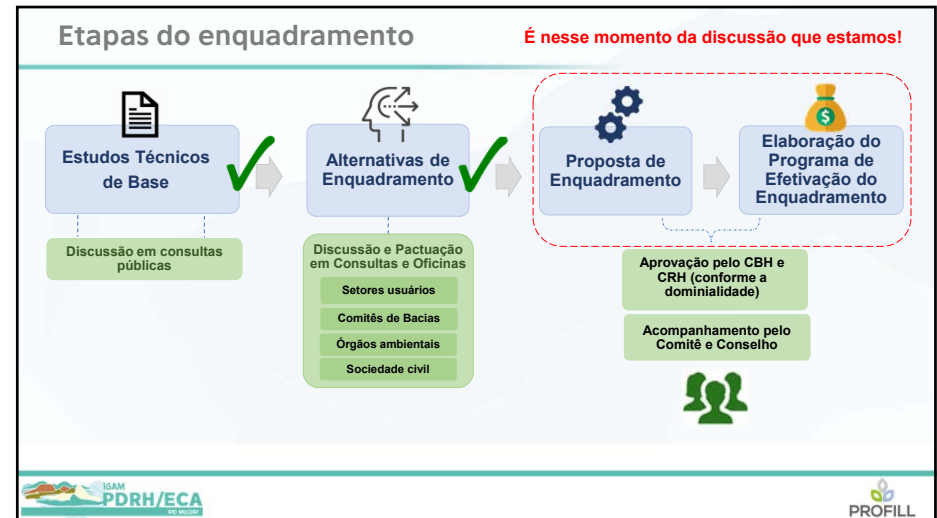 Etapas do enquadramento
É nesse momento da discussão que estamos!
Estudos Técnicos
de Base
Alternativas de
Enquadramento
Proposta de
Enquadramento
Elaboração do
Programa de
Efetivação do
Enquadramento
Discussão em consultas
públicas
Discussão e Pactuação
em Consultas e Oficinas
Setores usuários
Comitês de Bacias
Órgãos ambientais
Sociedade civil
Aprovação pelo CBH e
CRH (conforme a
dominialidade)
Acompanhamento pelo
Comitê e Conselho
IGAM
PDRH/ECA
RIO MUCURI
PROFILL